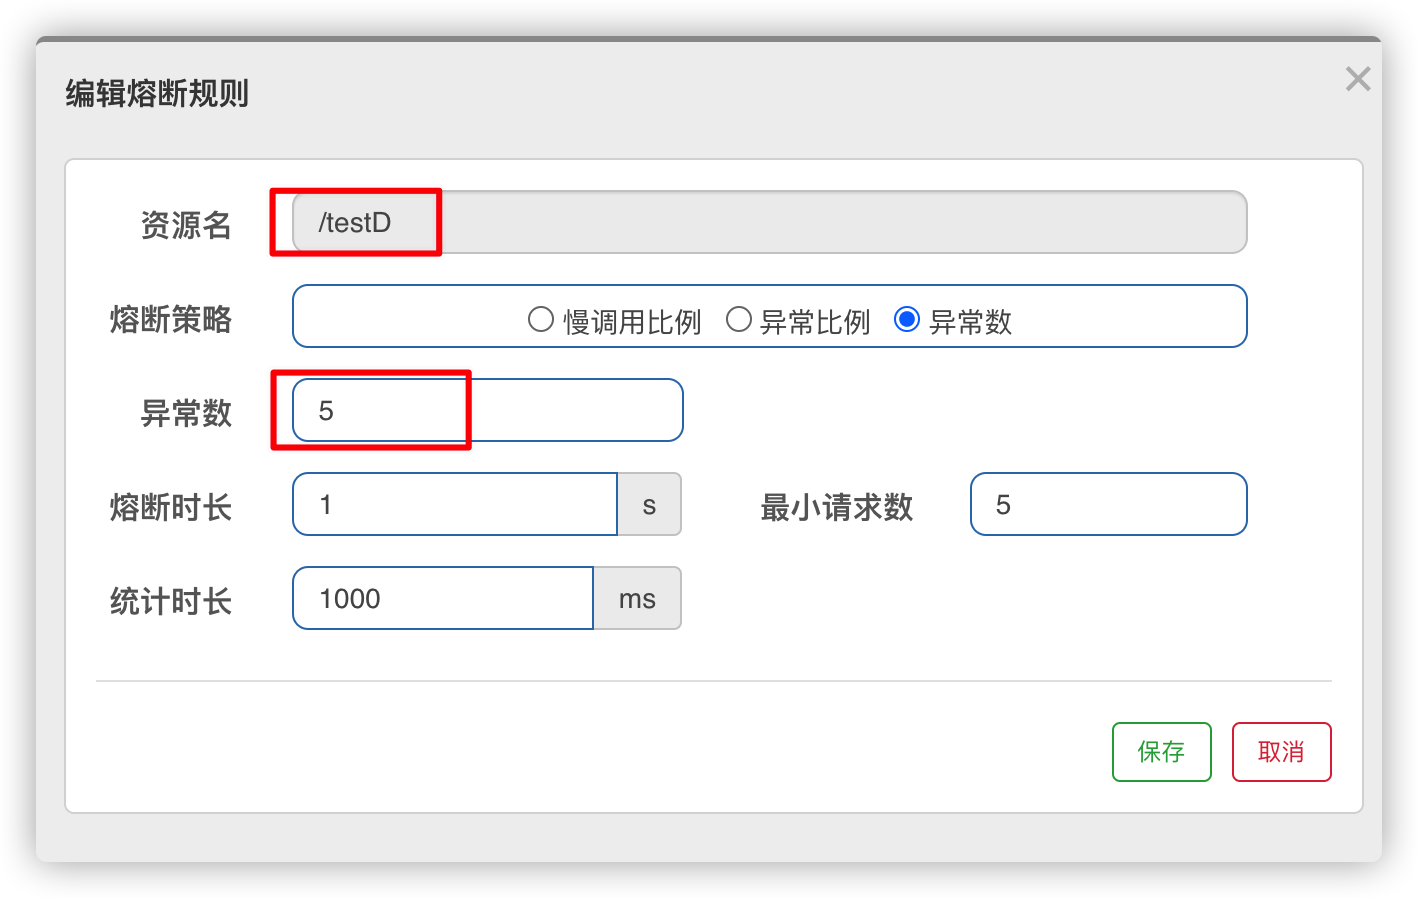 编辑熔断规则
资源名 /testD
熔断策略 慢调用比例 异常比例 异常数
异常数 5
熔断时长 1 s 最小请求数 5
统计时长 1000 ms
保存 取消